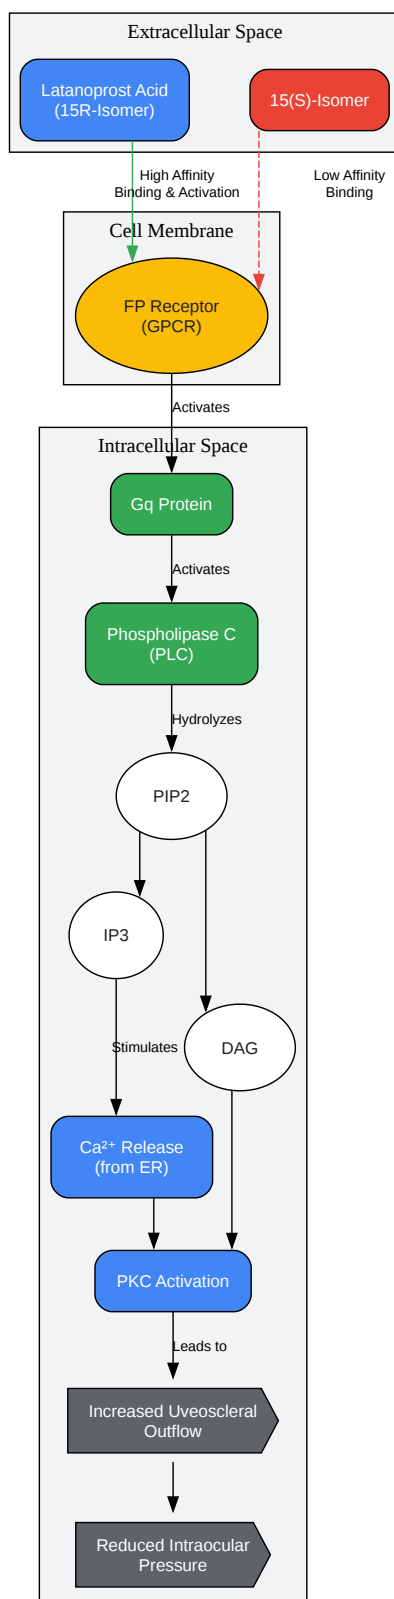 Extracellular Space
Latanoprost Acid
(15R-Isomer)
15(S)-Isomer
High Affinity
Binding & Activation
Low Affinity
Binding
Cell Membrane
FP Receptor
(GPCR)
Activates
Intracellular Space
Gq Protein
Activates
Phospholipase C
(PLC)
Hydrolyzes
PIP2
IP3
Stimulates
DAG
Ca²⁺ Release
(from ER)
PKC Activation
Leads to
Increased Uveoscleral
Outflow
Reduced Intraocular
Pressure